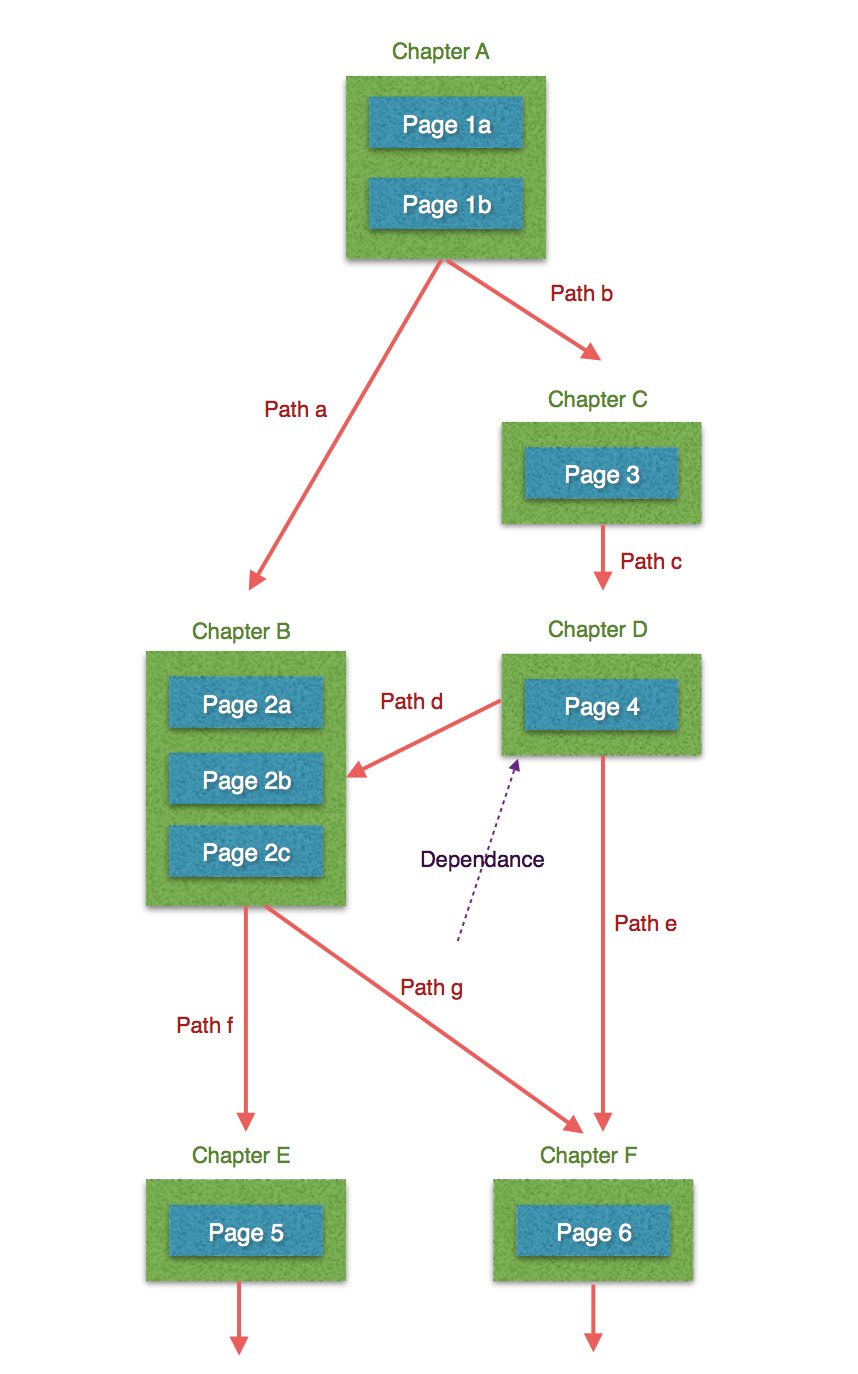 Chapter A
Page 1a
Page 1b
Path b
Path a
Chapter C
Page 3
Path c
Chapter B
Chapter D
Page 2a
Path d
Page 4
Page 2b
Page 2c
Dependance
Path e
Path g
Path f
Chapter E
Chapter F
Page 5
Page 6